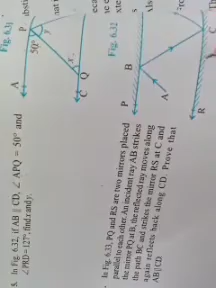 Fig. 6.31
A
P
50°
y
x
Q
C
5. In Fig. 6.32, if AB || CD, ∠ APQ = 50° and
∠ PRD = 127°, find x and y.
Fig. 6.32
P
B
A
R
C
6. In Fig. 6.33, PQ and RS are two mirrors placed
parallel to each other. An incident ray AB strikes
the mirror PQ at B, the reflected ray moves along
the path BC and strikes the mirror RS at C and
again reflects back along CD. Prove that
AB || CD.